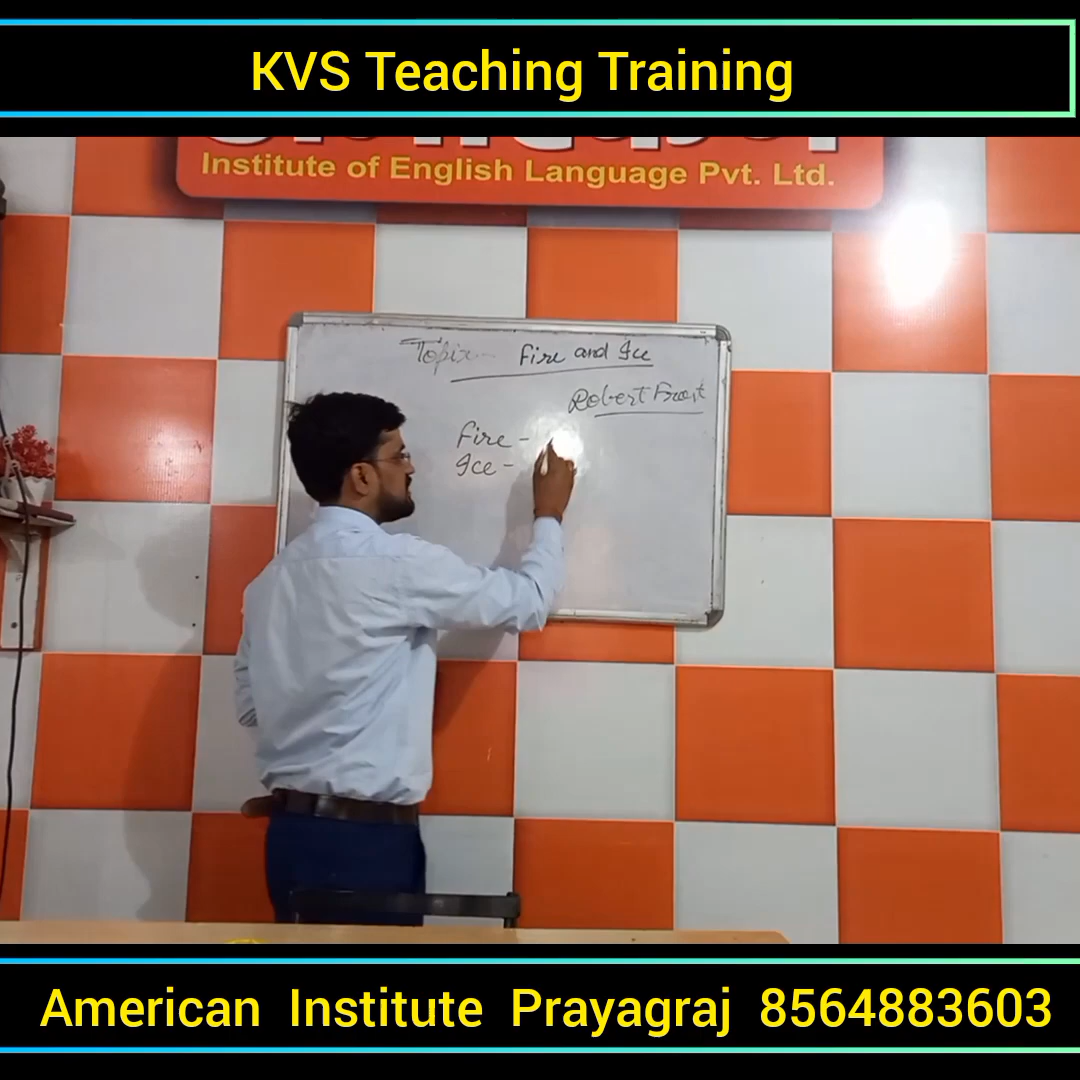 KVS Teaching Training
Institute of English Language Pvt. Ltd.
Topix Fire and Ice
Robert Frost
Fire -
Ice -
American Institute Prayagraj 8564883603